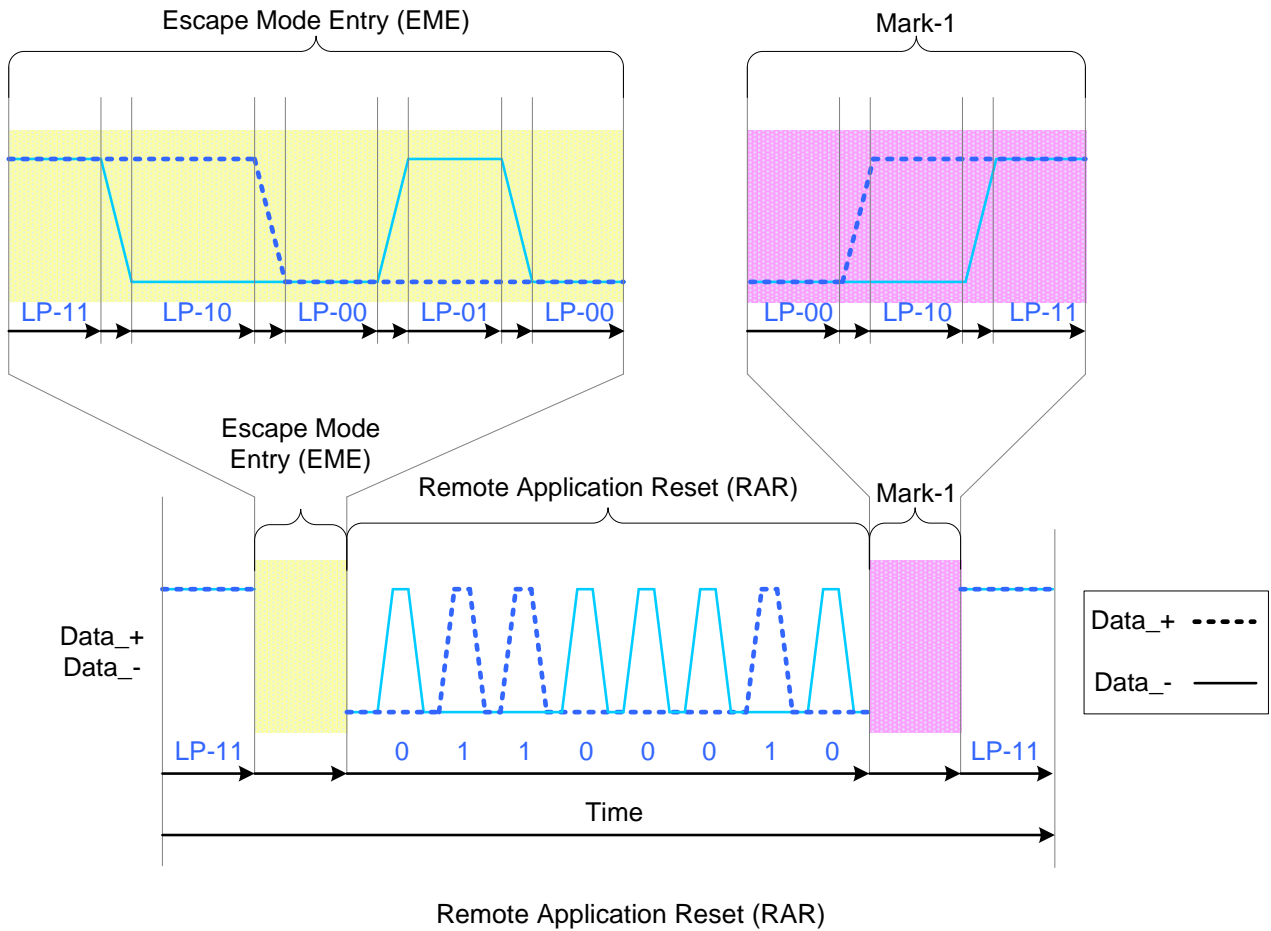 Escape Mode Entry (EME)
Mark-1
LP-11 LP-10 LP-00 LP-01 LP-00
LP-00 LP-10 LP-11
Escape Mode
Entry (EME)
Remote Application Reset (RAR)
Mark-1
Data_+
Data_-
LP-11
0 1 1 0 0 0 1 0
LP-11
Time
Data_+
Data_-
Remote Application Reset (RAR)